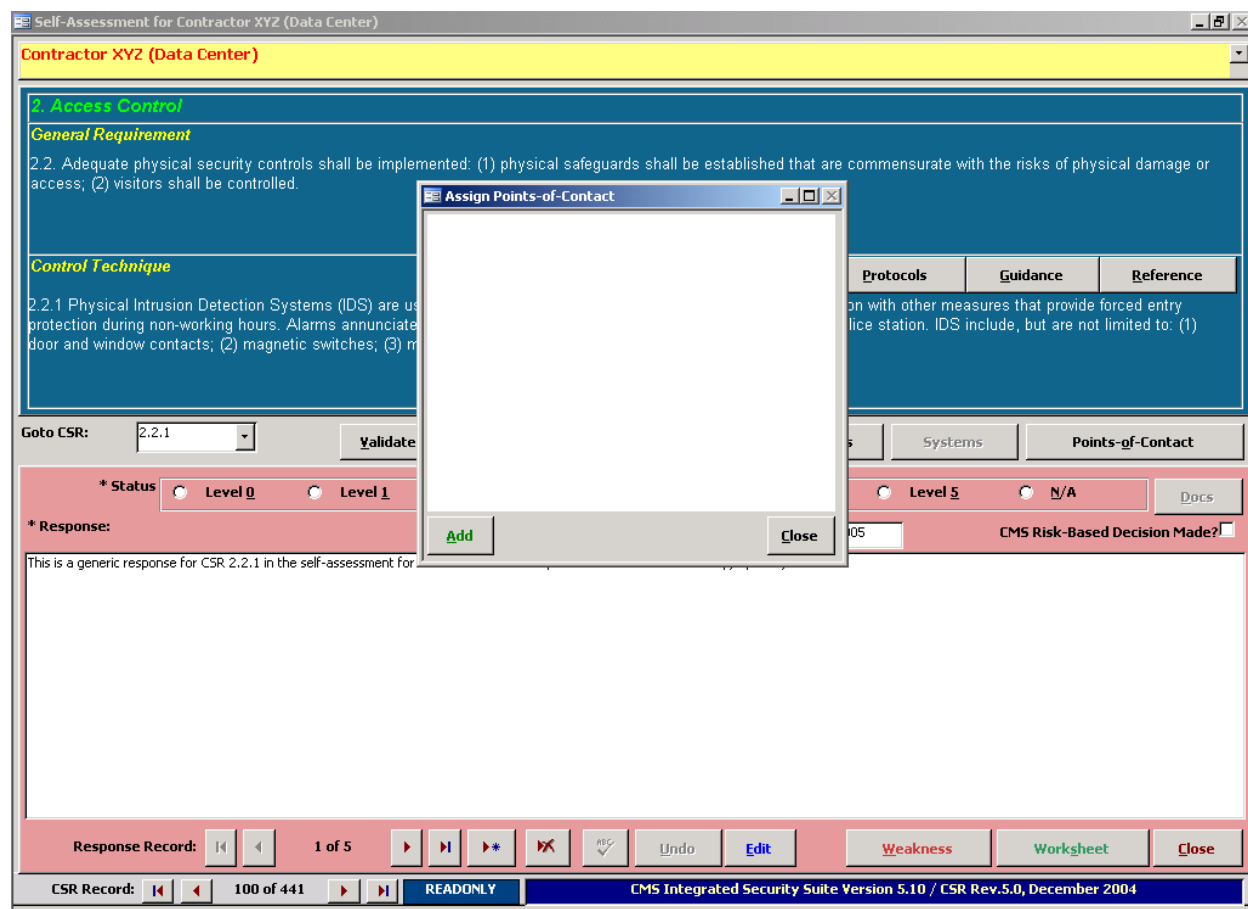 Self-Assessment for Contractor XYZ (Data Center)
Contractor XYZ (Data Center)
2. Access Control
General Requirement
2.2. Adequate physical security controls shall be implemented: (1) physical safeguards shall be established that are commensurate with the risks of physical damage or
access; (2) visitors shall be controlled.
Assign Points-of-Contact
Control Technique
Protocols Guidance Reference
2.2.1 Physical Intrusion Detection Systems (IDS) are with other measures that provide forced entry
protection during non-working hours. Alarms annunciate station. IDS include, but are not limited to: (1)
door and window contacts; (2) magnetic switches; (3)
Goto CSR: 2.2.1 Validate Systems Points-of-Contact
* Status Level 0 Level 1 Level 5 N/A Docs
* Response: Add Close CMS Risk-Based Decision Made?
This is a generic response for CSR 2.2.1 in the self-assessment for
Response Record: 1 of 5 ABC Undo Edit Weakness Worksheet Close
CSR Record: 100 of 441 READONLY CMS Integrated Security Suite Version 5.10 / CSR Rev.5.0, December 2004